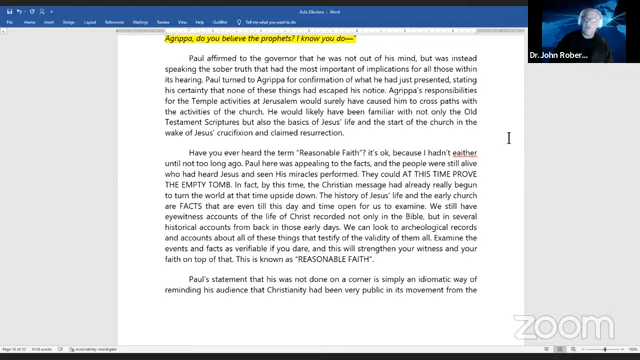 Acts 26b.docx - Word
File Home Insert Design Layout References Mailings Review View Help QuillBot Tell me what you want to do
Agrippa, do you believe the prophets? I know you do—"
Dr. John Rober...
Paul affirmed to the governor that he was not out of his mind, but was instead
speaking the sober truth that had the most important of implications for all those within
its hearing. Paul turned to Agrippa for confirmation of what he had just presented, stating
his certainty that none of these things had escaped his notice. Agrippa's responsibilities
for the Temple activities at Jerusalem would surely have caused him to cross paths with
the activities of the church. He would likely have been familiar with not only the Old
Testament Scriptures but also the basics of Jesus' life and the start of the church in the
wake of Jesus' crucifixion and claimed resurrection.
Have you ever heard the term "Reasonable Faith"? it's ok, because I hadn't eaither
until not too long ago. Paul here was appealing to the facts, and the people were still alive
who had heard Jesus and seen His miracles performed. They could AT THIS TIME PROVE
THE EMPTY TOMB. In fact, by this time, the Christian message had already really begun
to turn the world at that time upside down. The history of Jesus' life and the early church
are FACTS that are even till this day and time open for us to examine. We still have
eyewitness accounts of the life of Christ recorded not only in the Bible, but in several
historical accounts from back in those early days. We can look to archeological records
and accounts about all of these things that testify of the validity of them all. Examine the
events and facts as verifiable if you dare, and this will strengthen your witness and your
faith on top of that. This is known as "REASONABLE FAITH".
Paul's statement that his was not done on a corner is simply an idiomatic way of
reminding his audience that Christianity had been very public in its movement from the
zoom
Accessibility: Investigate